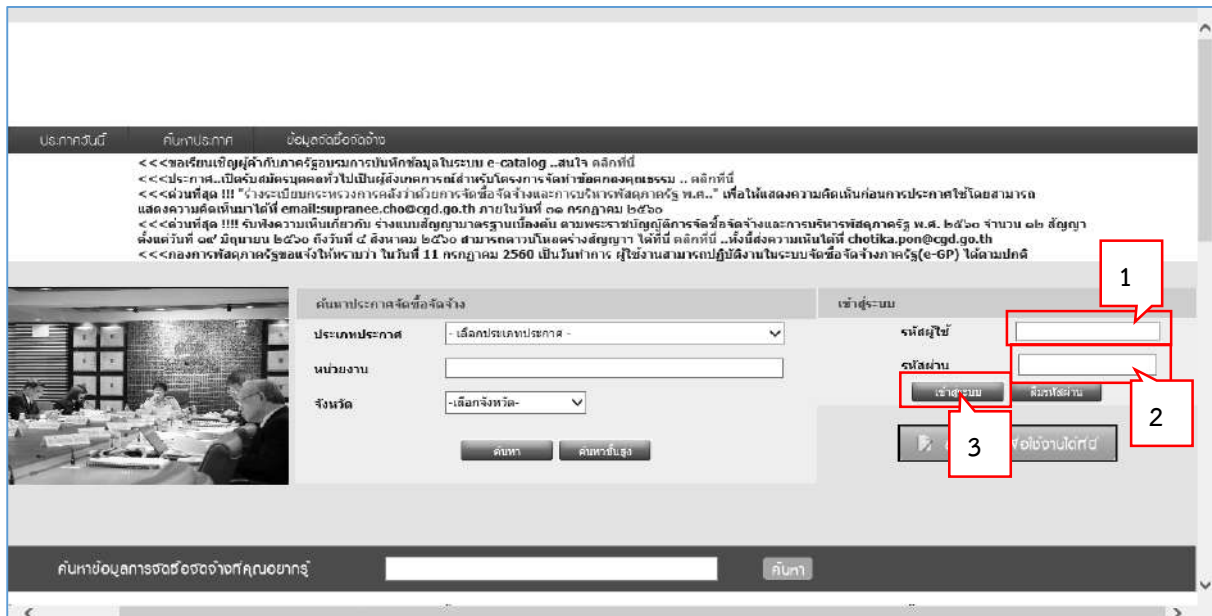 ประกาศวันนี้ ค้นหาประกาศ ข้อมูลจัดซื้อจัดจ้าง
<<<ขอเรียนเชิญผู้ค้ากับภาครัฐอบรมการบันทึกข้อมูลในระบบ e-catalog ..สนใจ คลิกที่นี่
<<<ประกาศ..เปิดรับสมัครบุคคลทั่วไปเป็นผู้สังเกตการณ์สำหรับโครงการจัดทำข้อตกลงคุณธรรม .. คลิกที่นี่
<<<ด่วนที่สุด !!! "ร่างระเบียบกระทรวงการคลังว่าด้วยการจัดซื้อจัดจ้างและการบริหารพัสดุภาครัฐ พ.ศ.." เพื่อให้แสดงความคิดเห็นก่อนการประกาศใช้โดยสามารถ
แสดงความคิดเห็นมาได้ที่ email:supranee.cho@cgd.go.th ภายในวันที่ ๓๑ กรกฎาคม ๒๕๖๐
<<<ด่วนที่สุด !!!! รับฟังความเห็นเกี่ยวกับ ร่างแบบสัญญามาตรฐานเบื้องต้น ตามพระราชบัญญัติการจัดซื้อจัดจ้างและการบริหารพัสดุภาครัฐ พ.ศ. ๒๕๖๐ จำนวน ๑๒ สัญญา
ตั้งแต่วันที่ ๑๙ มิถุนายน ๒๕๖๐ ถึงวันที่ ๔ สิงหาคม ๒๕๖๐ สามารถดาวน์โหลดร่างสัญญาฯ ได้ที่นี่ คลิกที่นี่ ..ทั้งนี้ส่งความเห็นได้ที่ chotika.pon@cgd.go.th
<<<กองการพัสดุภาครัฐขอแจ้งให้ทราบว่า ในวันที่ 11 กรกฎาคม 2560 เป็นวันทำการ ผู้ใช้งานสามารถปฏิบัติงานในระบบจัดซื้อจัดจ้างภาครัฐ(e-GP) ได้ตามปกติ
1
ค้นหาประกาศจัดซื้อจัดจ้าง เข้าสู่ระบบ
ประเภทประกาศ - เลือกประเภทประกาศ - รหัสผู้ใช้
หน่วยงาน รหัสผ่าน
เข้าสู่ระบบ ลืมรหัสผ่าน
จังหวัด -เลือกจังหวัด-
2
3
ค้นหา ค้นหาขั้นสูง
ค้นหาข้อมูลการจัดซื้อจัดจ้างที่คุณอยากรู้ ค้นหา